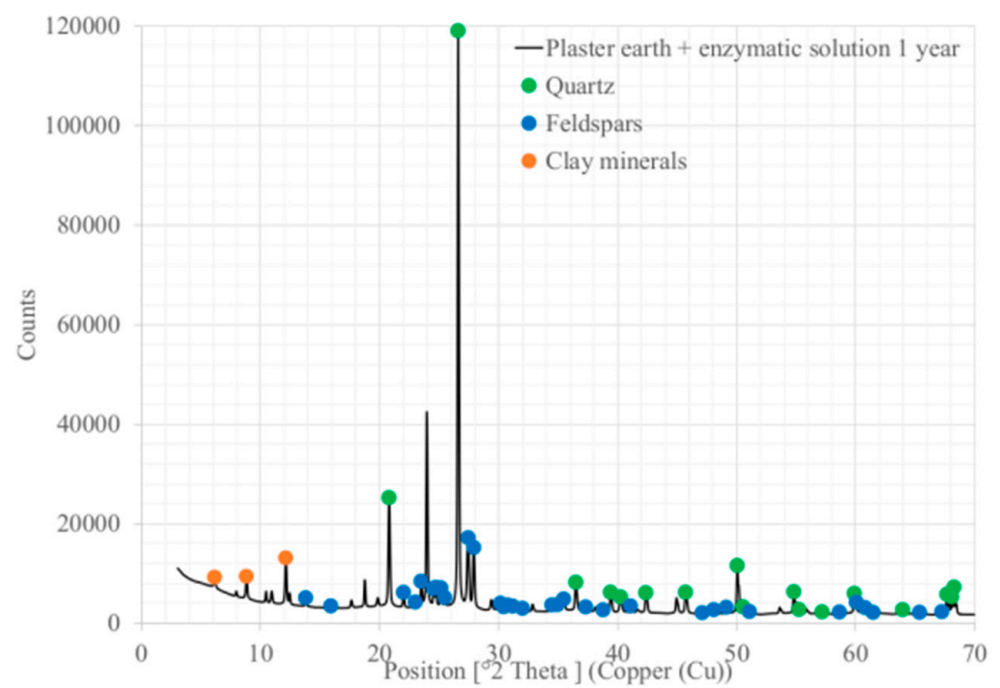 120000
100000
80000
60000
40000
20000
0
Counts
Plaster earth + enzymatic solution 1 year
Quartz
Feldspars
Clay minerals
0 10 20 30 40 50 60 70
Position [°2 Theta ] (Copper (Cu))